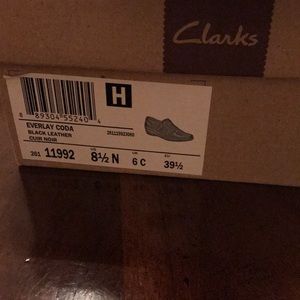 Clarks
H
8 89304 55240 4
EVERLAY CODA
BLACK LEATHER
CUIR NOIR
261 11992
8½ N
6 C
39½